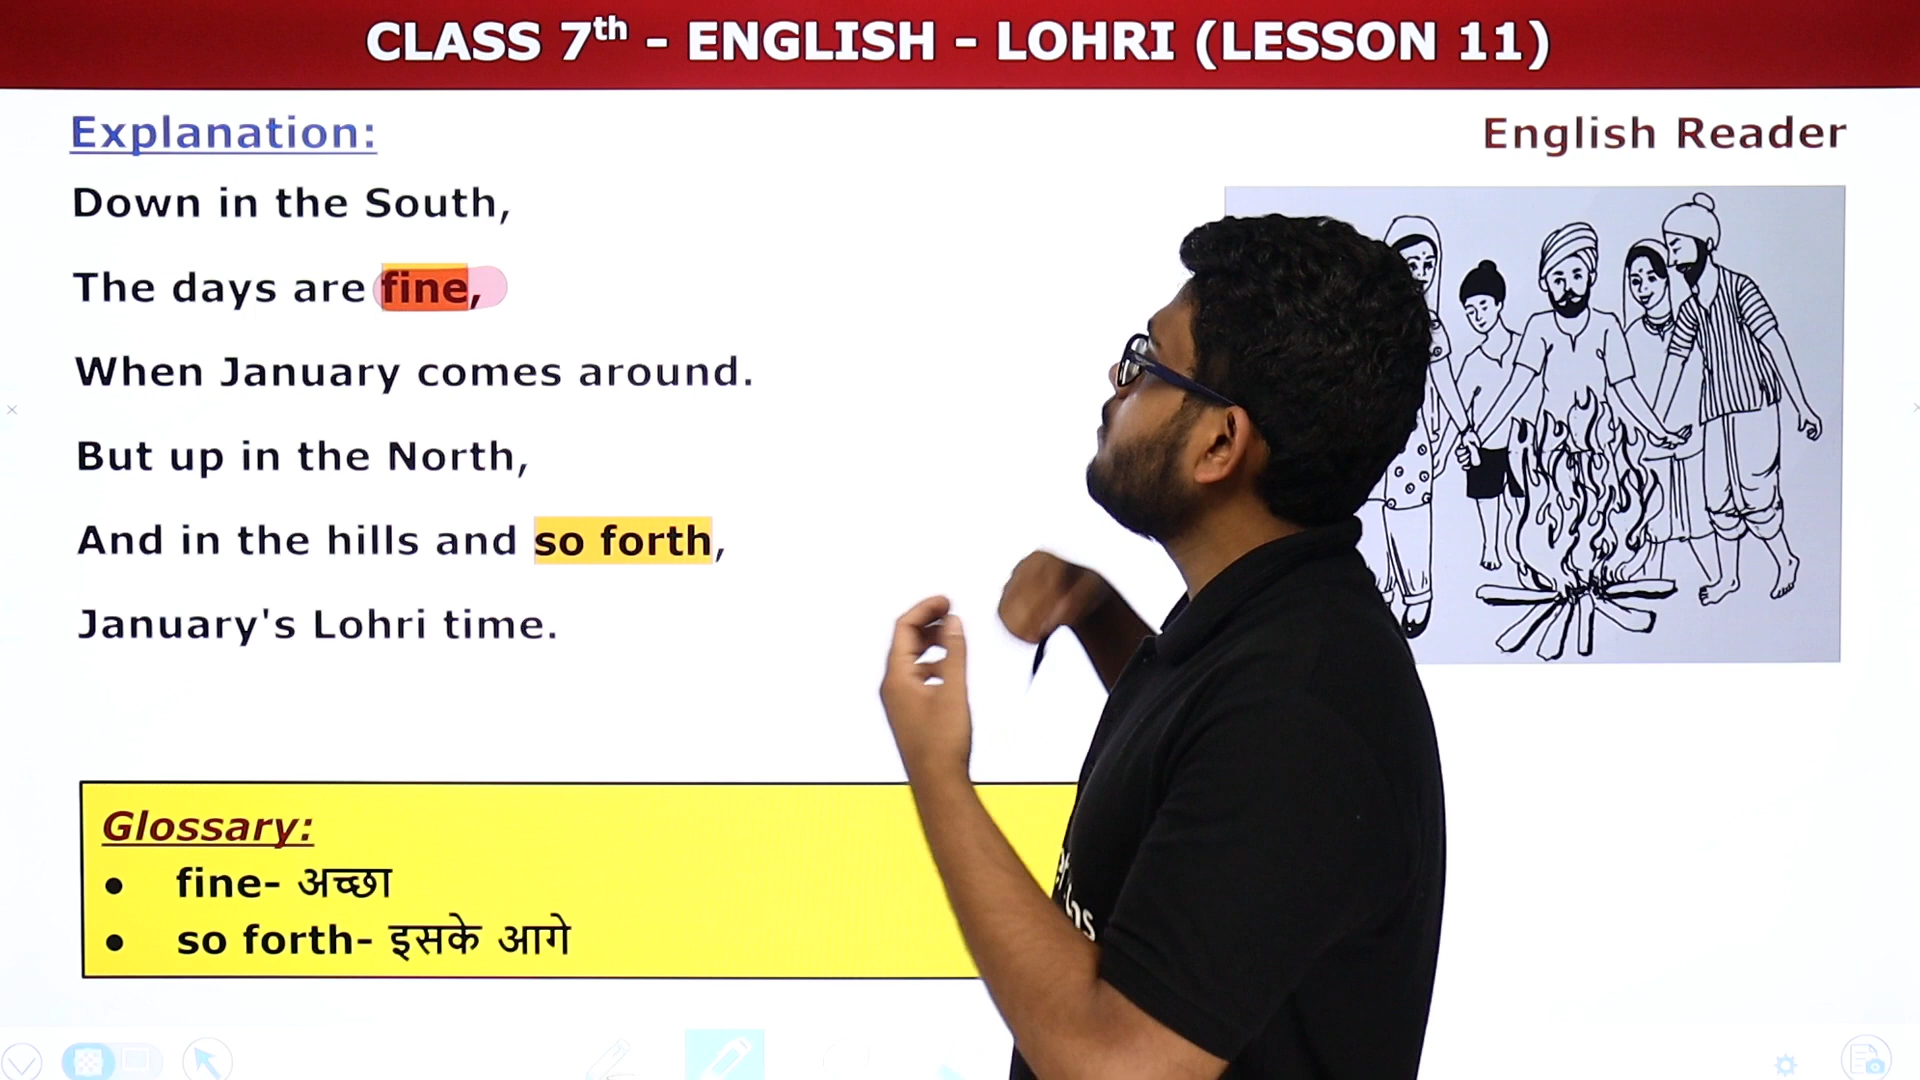 CLASS 7th - ENGLISH - LOHRI (LESSON 11)
Explanation:
English Reader
Down in the South,
The days are fine,
When January comes around.
But up in the North,
And in the hills and so forth,
January's Lohri time.
Glossary:
• fine- अच्छा
• so forth- इसके आगे